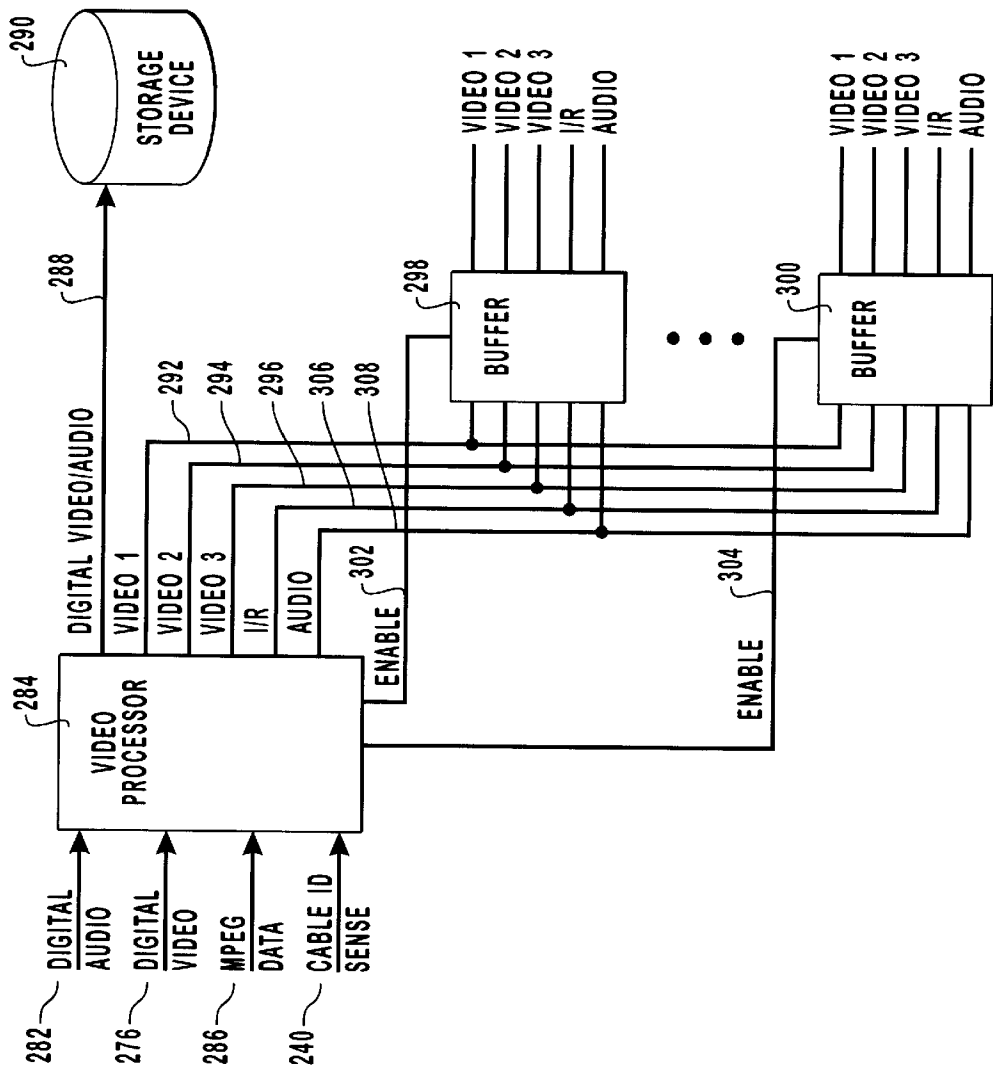 282
DIGITAL
AUDIO
276
DIGITAL
VIDEO
286
MPEG
DATA
240
CABLE ID
SENSE
284
VIDEO
PROCESSOR
DIGITAL VIDEO/AUDIO
VIDEO 1
VIDEO 2
VIDEO 3
I/R
AUDIO
ENABLE
302
ENABLE
304
288
290
STORAGE
DEVICE
292
294
296
306
308
298
BUFFER
VIDEO 1
VIDEO 2
VIDEO 3
I/R
AUDIO
300
BUFFER
VIDEO 1
VIDEO 2
VIDEO 3
I/R
AUDIO